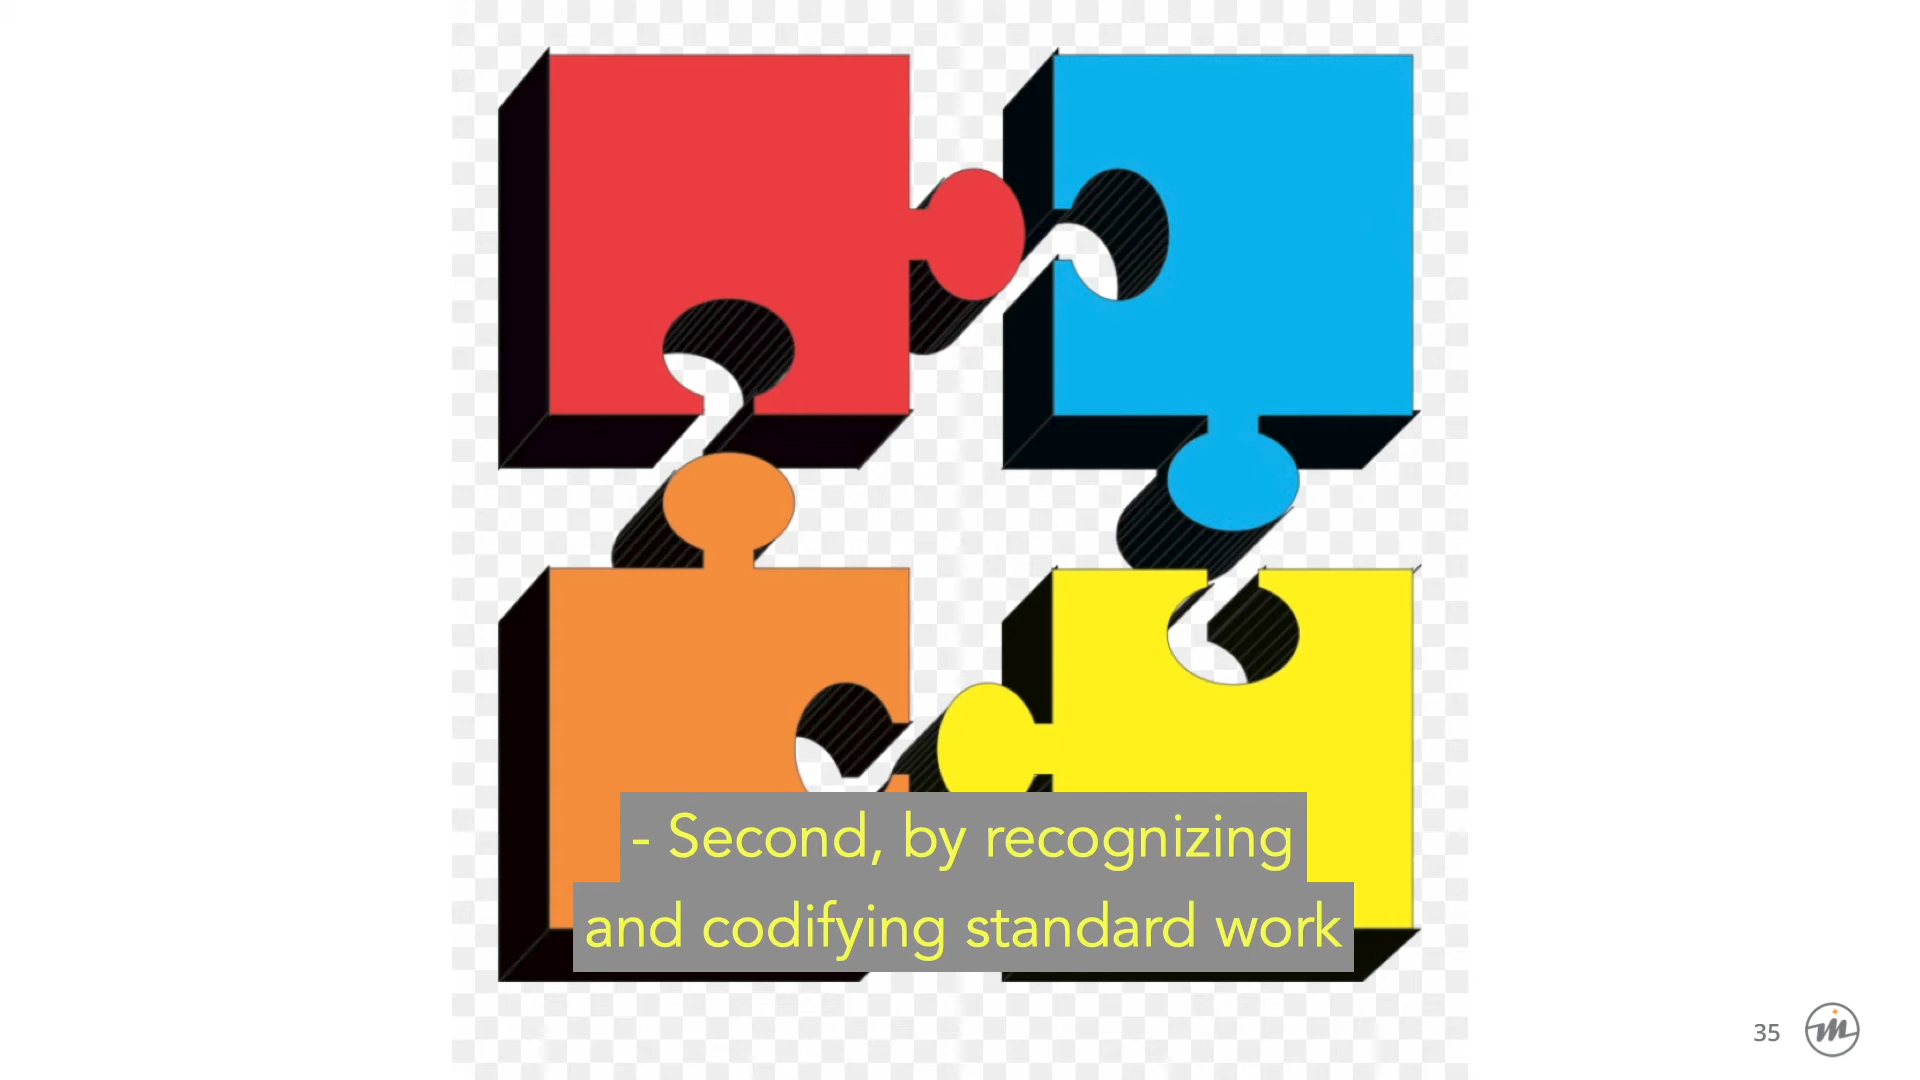 - Second, by recognizing
and codifying standard work
35